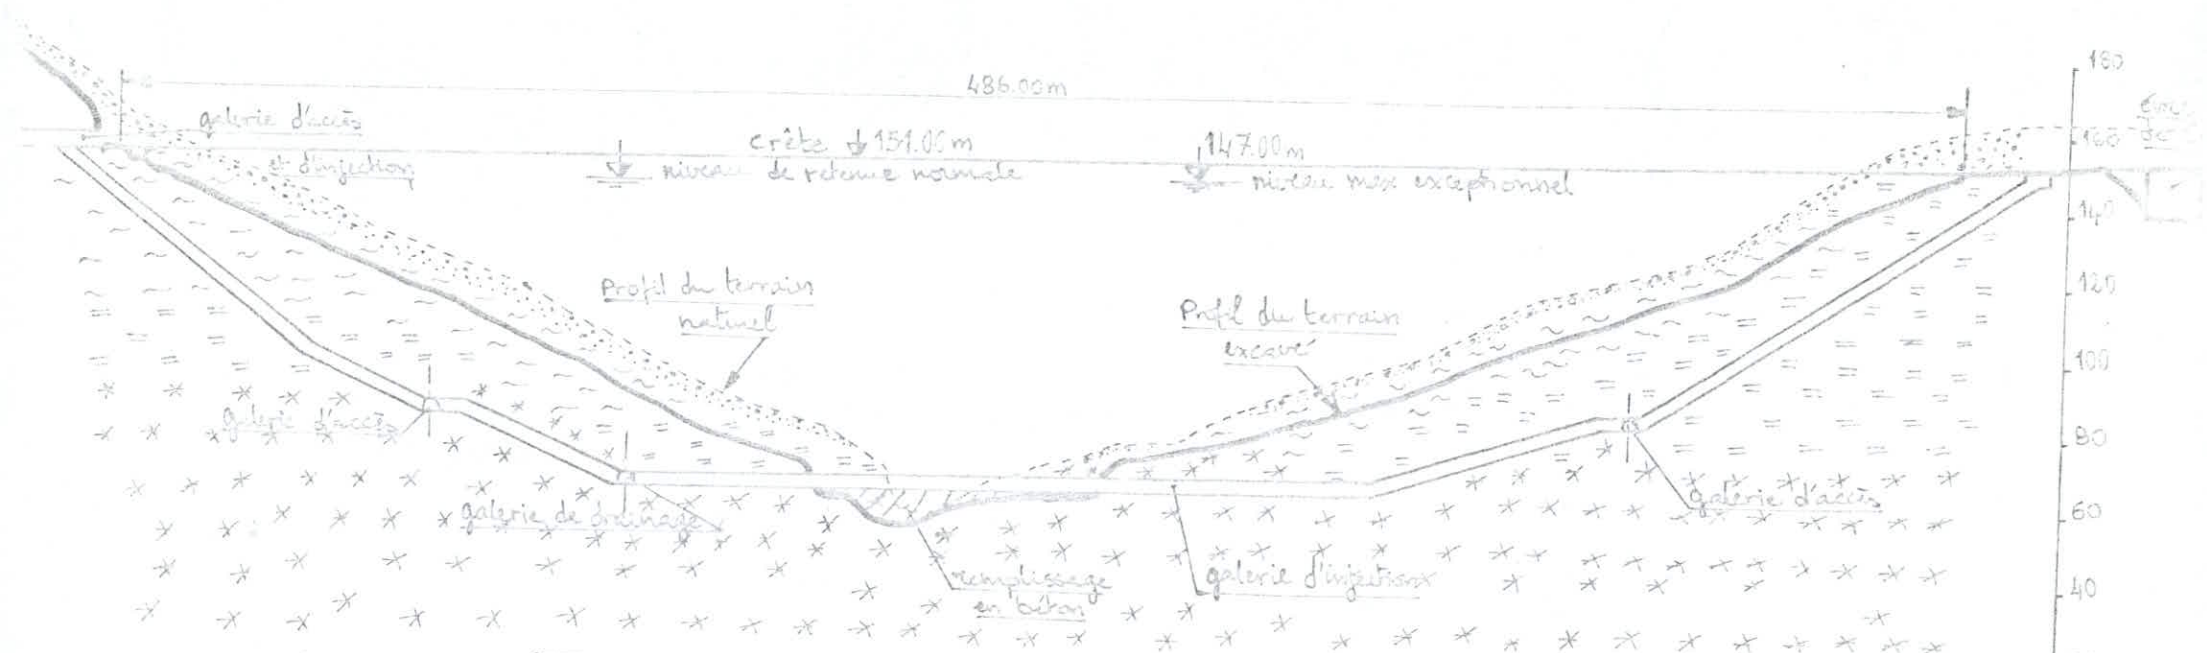 180
486.00m
galerie d'accès
et d'injection
crête 151.00m
niveau de retenue normale
147.00m
niveau max exceptionnel
160
de
140
120
100
80
60
40
Profil du terrain
naturel
Profil du terrain
excavé
galerie d'accès
galerie de drainage
remplissage
en béton
galerie d'injection
galerie d'accès